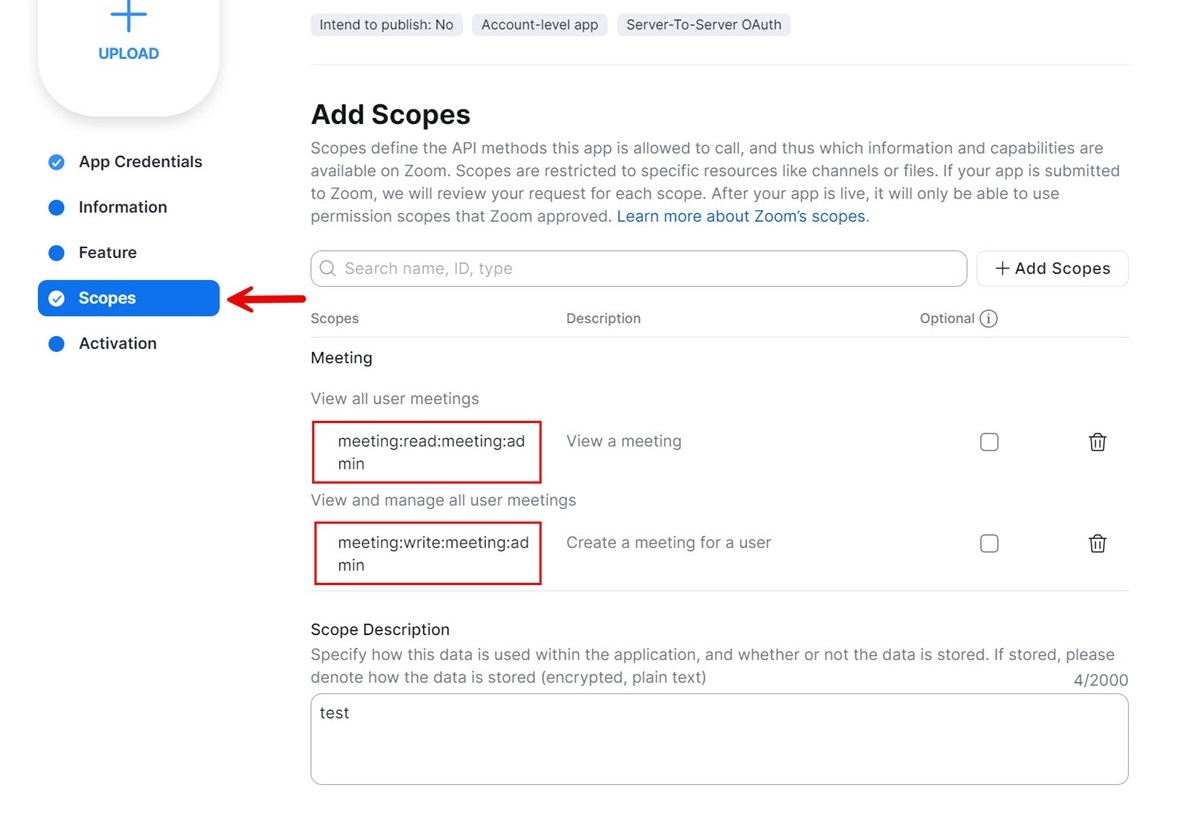 Intend to publish: No Account-level app Server-To-Server OAuth
UPLOAD
App Credentials
Information
Feature
Scopes
Activation
Add Scopes
Scopes define the API methods this app is allowed to call, and thus which information and capabilities are
available on Zoom. Scopes are restricted to specific resources like channels or files. If your app is submitted
to Zoom, we will review your request for each scope. After your app is live, it will only be able to use
permission scopes that Zoom approved. Learn more about Zoom’s scopes.
Search name, ID, type
+ Add Scopes
Scopes Description Optional
Meeting
View all user meetings
meeting:read:meeting:ad View a meeting
min
View and manage all user meetings
meeting:write:meeting:ad Create a meeting for a user
min
Scope Description
Specify how this data is used within the application, and whether or not the data is stored. If stored, please
denote how the data is stored (encrypted, plain text) 4/2000
test